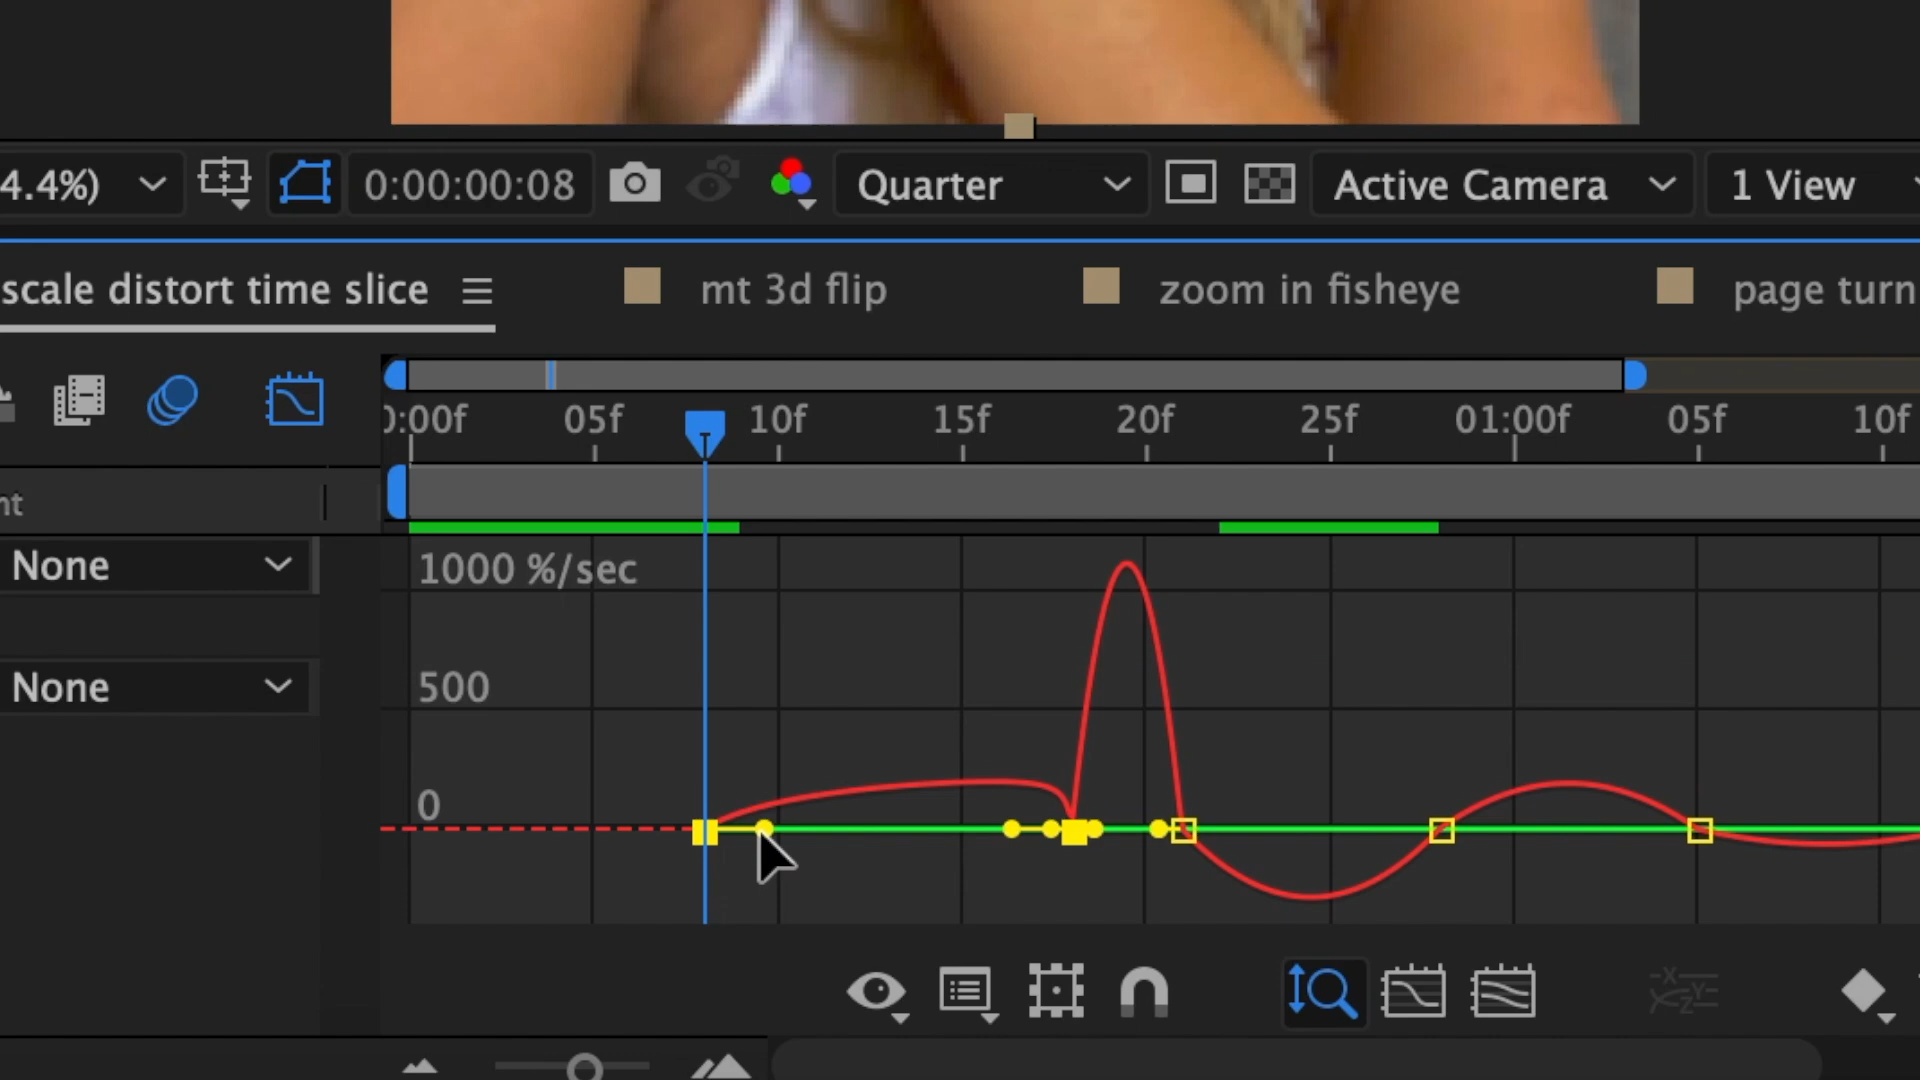 4.4%) 0:00:00:08 Quarter Active Camera 1 View
scale distort time slice mt 3d flip zoom in fisheye page turn
0:00f 05f 10f 15f 20f 25f 01:00f 05f 10f
nt
None
1000 %/sec
None
500
0